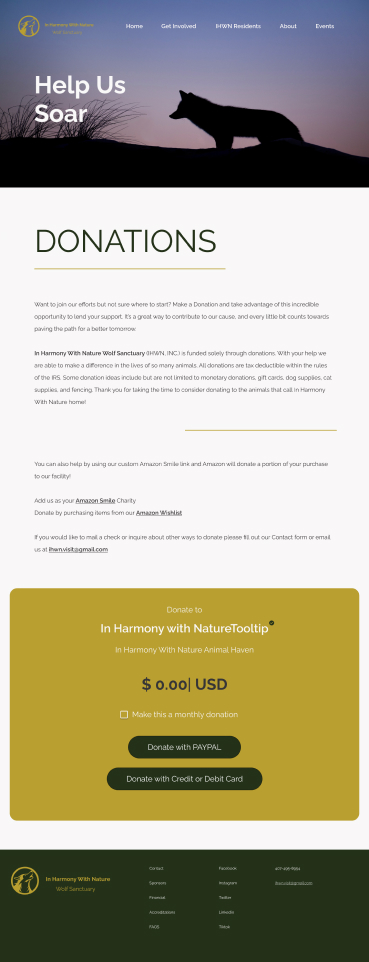 In Harmony With Nature
Wolf Sanctuary
Home Get Involved IHWN Residents About Events
Help Us
Soar
DONATIONS
Want to join our efforts but not sure where to start? Make a Donation and take advantage of this incredible
opportunity to lend your support. It's a great way to contribute to our cause, and every little bit counts towards
paving the path for a better tomorrow.
In Harmony With Nature Wolf Sanctuary (IHWN, INC.) is funded solely through donations. With your help we
are able to make a difference in the lives of so many animals. All donations are tax deductible within the rules
of the IRS. Some donation ideas include but are not limited to monetary donations, gift cards, dog supplies, cat
supplies, and fencing. Thank you for taking the time to consider donating to the animals that call In Harmony
With Nature home!
You can also help by using our custom Amazon Smile link and Amazon will donate a portion of your purchase
to our facility!
Add us as your Amazon Smile Charity
Donate by purchasing items from our Amazon Wishlist
If you would like to mail a check or inquire about other ways to donate please fill out our Contact form or email
us at ihwn.visit@gmail.com
Donate to
In Harmony with NatureTooltip
In Harmony With Nature Animal Haven
$ 0.00| USD
Make this a monthly donation
Donate with PAYPAL
Donate with Credit or Debit Card
In Harmony With Nature
Wolf Sanctuary
Contact
Sponsors
Financial
Accreditations
FAQS
Facebook
Instagram
Twitter
LinkedIn
Tiktok